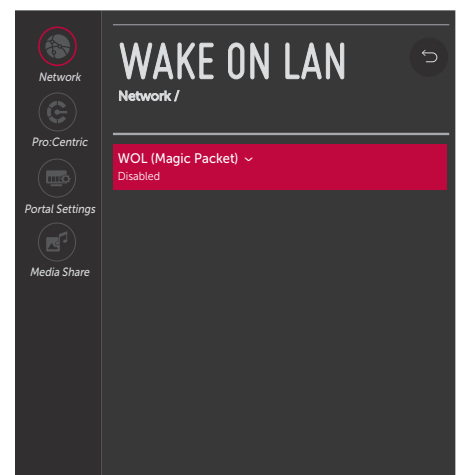 Network
Pro:Centric
Portal Settings
Media Share
WAKE ON LAN
Network /
WOL (Magic Packet)
Disabled